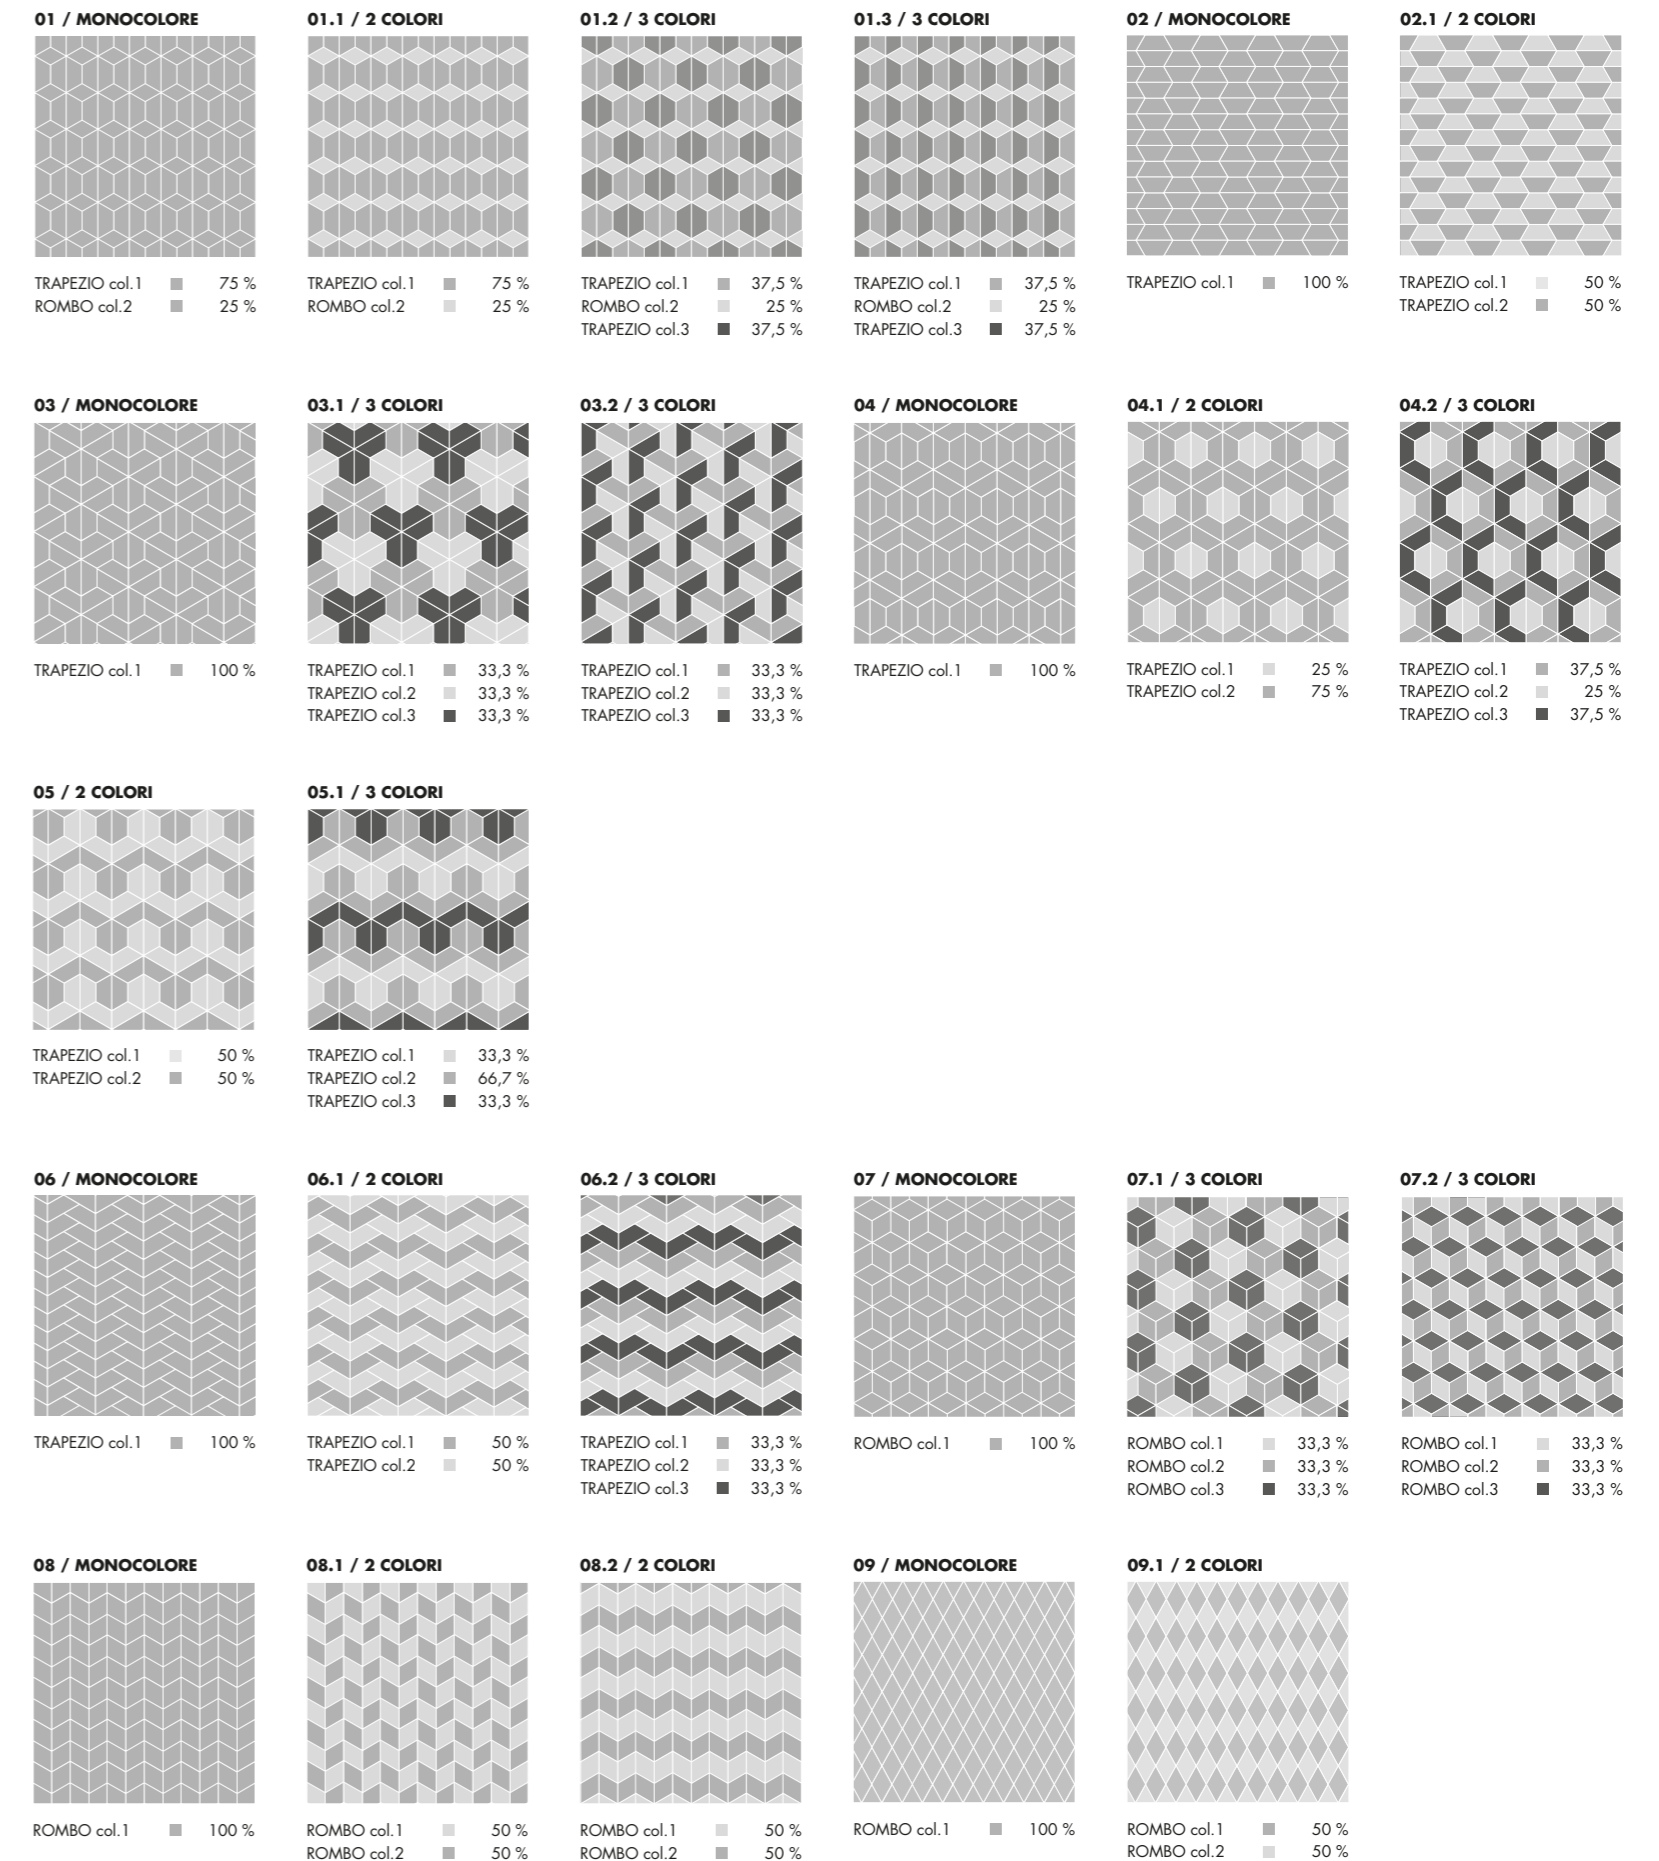 01 / MONOCOLORE
TRAPEZIO col.1 75 %
ROMBO col.2 25 %
01.1 / 2 COLORI
TRAPEZIO col.1 75 %
ROMBO col.2 25 %
01.2 / 3 COLORI
TRAPEZIO col.1 37,5 %
ROMBO col.2 25 %
TRAPEZIO col.3 37,5 %
01.3 / 3 COLORI
TRAPEZIO col.1 37,5 %
ROMBO col.2 25 %
TRAPEZIO col.3 37,5 %
02 / MONOCOLORE
TRAPEZIO col.1 100 %
02.1 / 2 COLORI
TRAPEZIO col.1 50 %
TRAPEZIO col.2 50 %
03 / MONOCOLORE
TRAPEZIO col.1 100 %
03.1 / 3 COLORI
TRAPEZIO col.1 33,3 %
TRAPEZIO col.2 33,3 %
TRAPEZIO col.3 33,3 %
03.2 / 3 COLORI
TRAPEZIO col.1 33,3 %
TRAPEZIO col.2 33,3 %
TRAPEZIO col.3 33,3 %
04 / MONOCOLORE
TRAPEZIO col.1 100 %
04.1 / 2 COLORI
TRAPEZIO col.1 25 %
TRAPEZIO col.2 75 %
04.2 / 3 COLORI
TRAPEZIO col.1 37,5 %
TRAPEZIO col.2 25 %
TRAPEZIO col.3 37,5 %
05 / 2 COLORI
TRAPEZIO col.1 50 %
TRAPEZIO col.2 50 %
05.1 / 3 COLORI
TRAPEZIO col.1 33,3 %
TRAPEZIO col.2 66,7 %
TRAPEZIO col.3 33,3 %
06 / MONOCOLORE
TRAPEZIO col.1 100 %
06.1 / 2 COLORI
TRAPEZIO col.1 50 %
TRAPEZIO col.2 50 %
06.2 / 3 COLORI
TRAPEZIO col.1 33,3 %
TRAPEZIO col.2 33,3 %
TRAPEZIO col.3 33,3 %
07 / MONOCOLORE
ROMBO col.1 100 %
07.1 / 3 COLORI
ROMBO col.1 33,3 %
ROMBO col.2 33,3 %
ROMBO col.3 33,3 %
07.2 / 3 COLORI
ROMBO col.1 33,3 %
ROMBO col.2 33,3 %
ROMBO col.3 33,3 %
08 / MONOCOLORE
ROMBO col.1 100 %
08.1 / 2 COLORI
ROMBO col.1 50 %
ROMBO col.2 50 %
08.2 / 2 COLORI
ROMBO col.1 50 %
ROMBO col.2 50 %
09 / MONOCOLORE
ROMBO col.1 100 %
09.1 / 2 COLORI
ROMBO col.1 50 %
ROMBO col.2 50 %